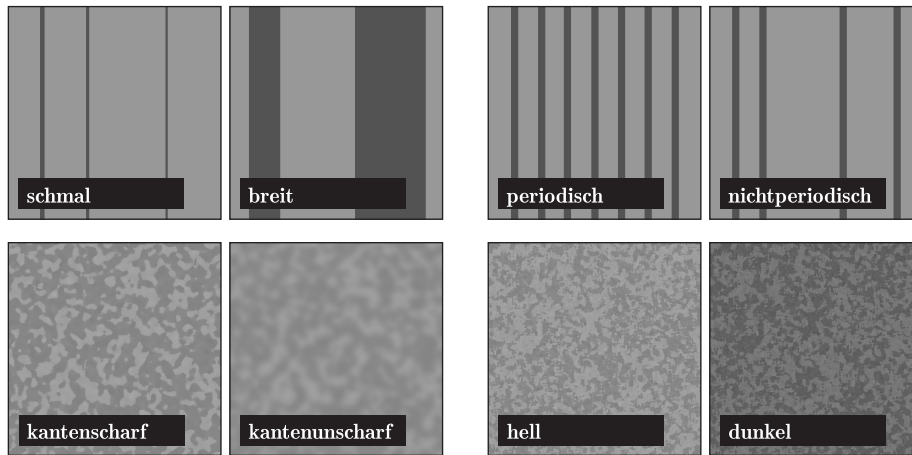 schmal
breit
periodisch
nichtperiodisch
kantenscharf
kantenunscharf
hell
dunkel